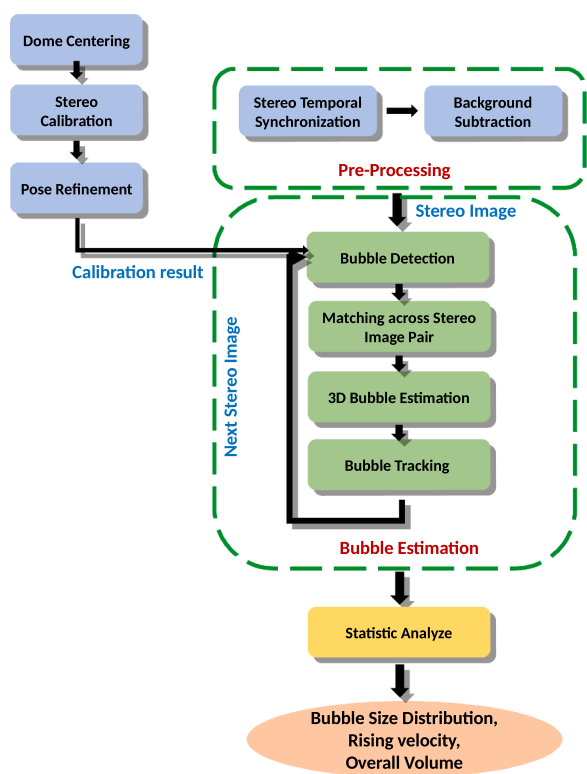 Dome Centering
Stereo
Calibration
Pose Refinement
Stereo Temporal
Synchronization
Background
Subtraction
Pre-Processing
Stereo Image
Calibration result
Bubble Detection
Matching across Stereo
Image Pair
3D Bubble Estimation
Bubble Tracking
Next Stereo Image
Bubble Estimation
Statistic Analyze
Bubble Size Distribution,
Rising velocity,
Overall Volume